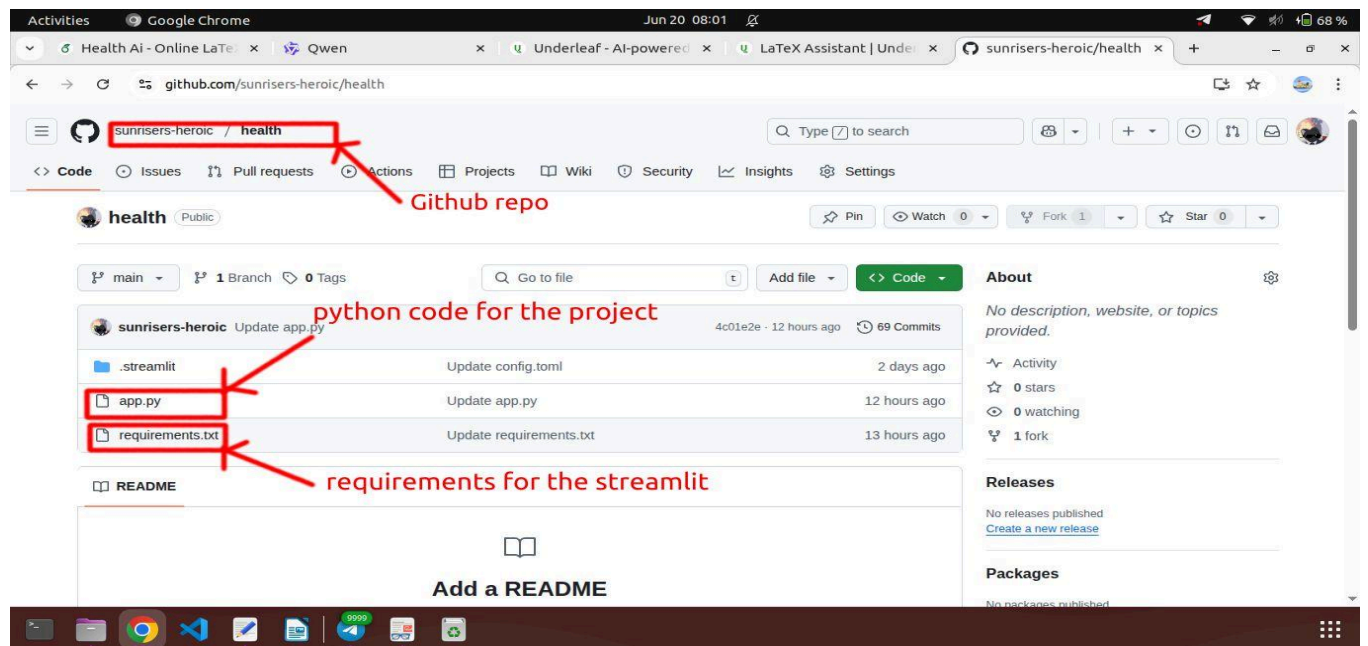 Activities Google Chrome Jun 20 08:01 68 %
Health Ai - Online LaTe Qwen Underleaf - AI-powered LaTeX Assistant | Unde sunrisers-heroic/health
github.com/sunrisers-heroic/health
sunrisers-heroic / health Type / to search
Code Issues Pull requests Actions Projects Wiki Security Insights Settings
Github repo
health Public Pin Watch 0 Fork 1 Star 0
main 1 Branch 0 Tags Go to file t Add file Code About
No description, website, or topics
provided.
python code for the project
sunrisers-heroic Update app.py 4c01e2e · 12 hours ago 69 Commits
.streamlit Update config.toml 2 days ago
Activity
0 stars
app.py Update app.py 12 hours ago
0 watching
requirements.txt Update requirements.txt 13 hours ago
1 fork
requirements for the streamlit
README
Releases
No releases published
Create a new release
Add a README
Packages
No packages published
9999